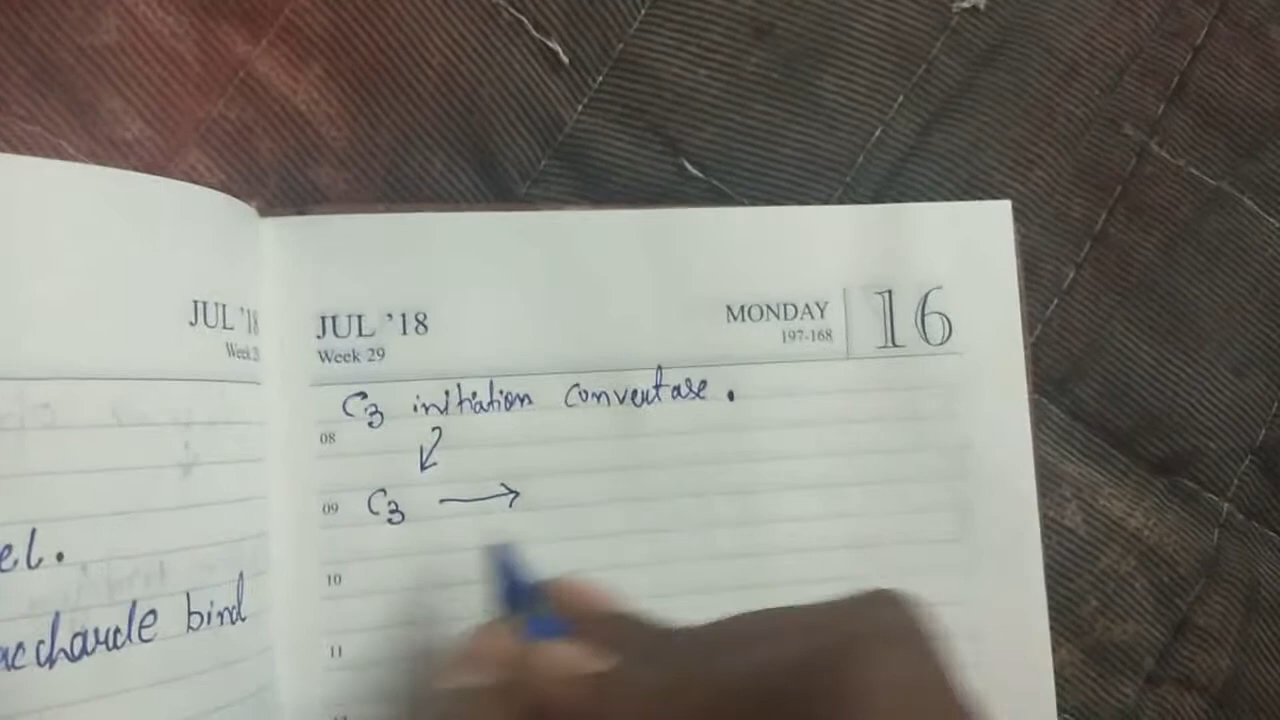 JUL '18
JUL '18
MONDAY
16
197-168
Week 29
C3 initiation convertase.
08
09 C3 →
el.
10
accharide bind
11